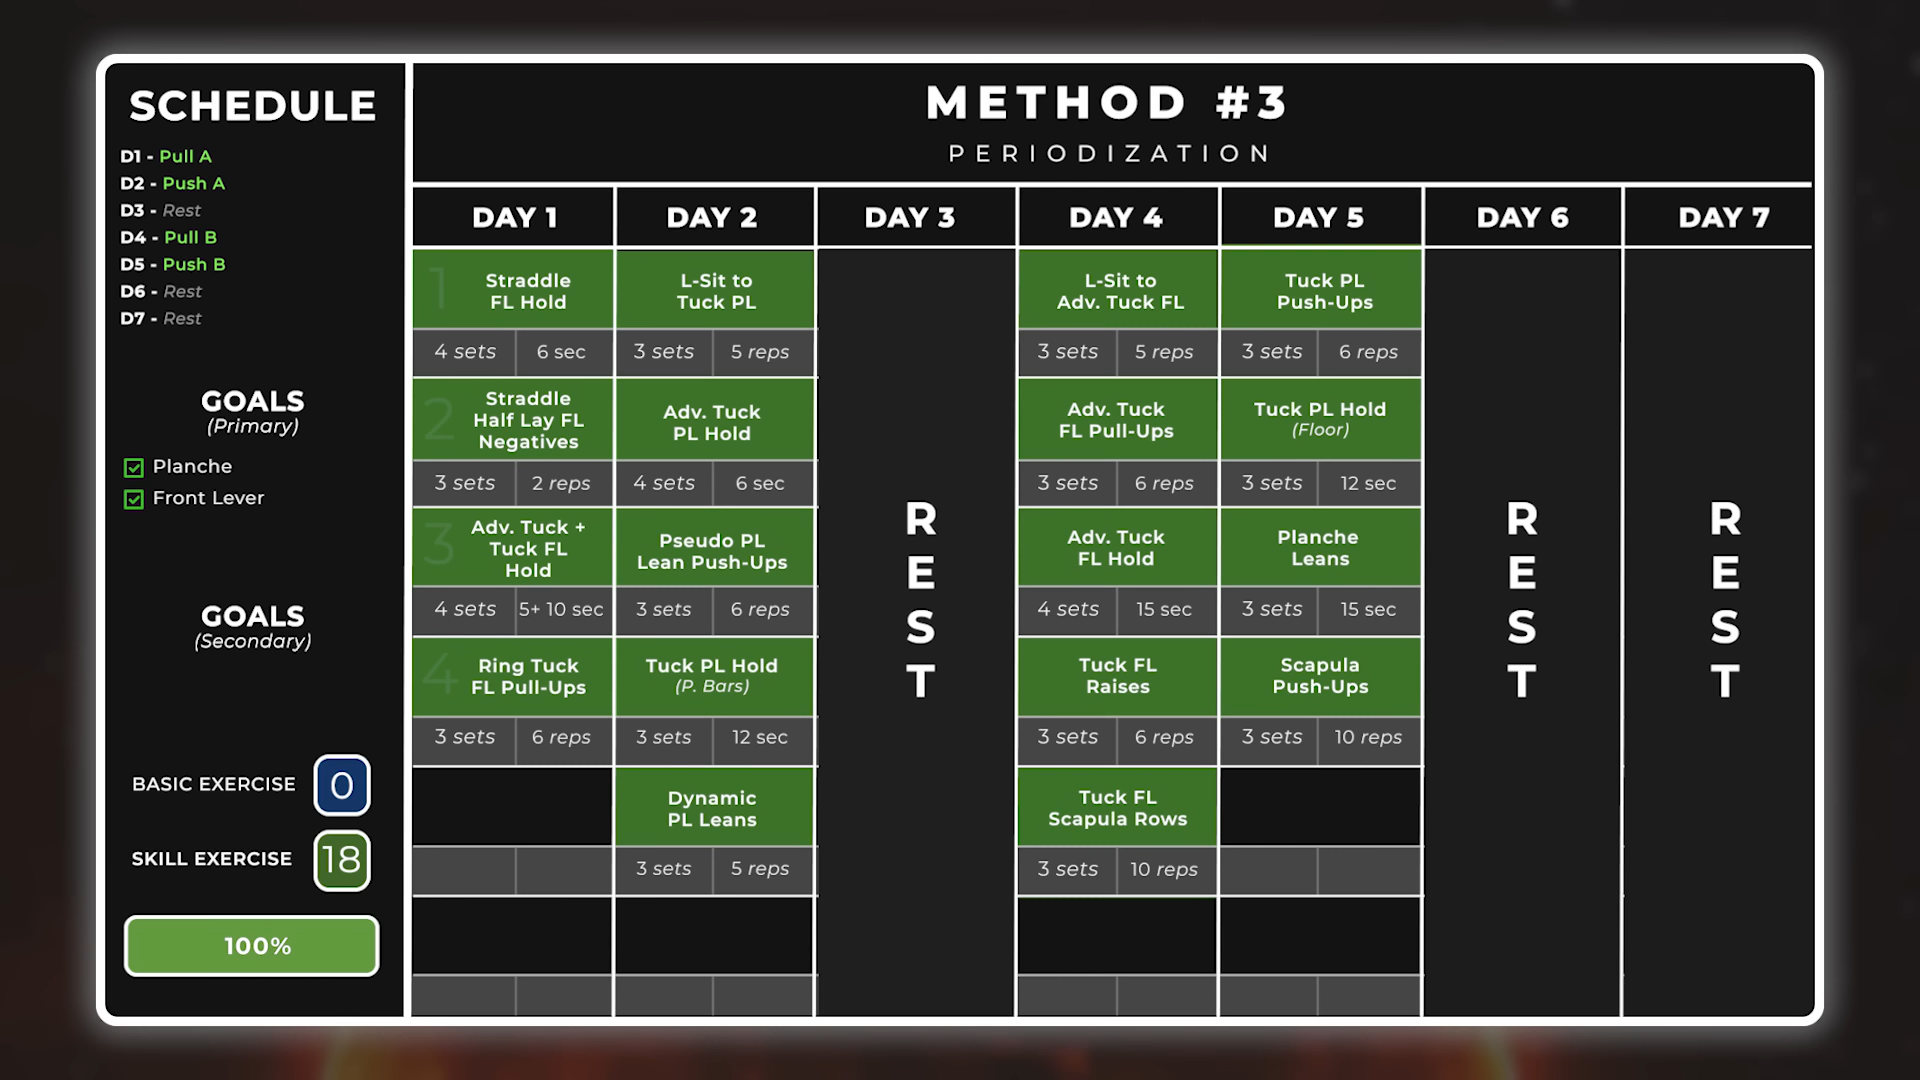 SCHEDULE
D1 - Pull A
D2 - Push A
D3 - Rest
D4 - Pull B
D5 - Push B
D6 - Rest
D7 - Rest
GOALS
(Primary)
Planche
Front Lever
GOALS
(Secondary)
BASIC EXERCISE 0
SKILL EXERCISE 18
100%
METHOD #3
PERIODIZATION
DAY 1
1
Straddle
FL Hold
4 sets 6 sec
2
Straddle
Half Lay FL
Negatives
3 sets 2 reps
3
Adv. Tuck +
Tuck FL
Hold
4 sets 5+ 10 sec
4
Ring Tuck
FL Pull-Ups
3 sets 6 reps
DAY 2
L-Sit to
Tuck PL
3 sets 5 reps
Adv. Tuck
PL Hold
4 sets 6 sec
Pseudo PL
Lean Push-Ups
3 sets 6 reps
Tuck PL Hold
(P. Bars)
3 sets 12 sec
Dynamic
PL Leans
3 sets 5 reps
DAY 3
R
E
S
T
DAY 4
L-Sit to
Adv. Tuck FL
3 sets 5 reps
Adv. Tuck
FL Pull-Ups
3 sets 6 reps
Adv. Tuck
FL Hold
4 sets 15 sec
Tuck FL
Raises
3 sets 6 reps
Tuck FL
Scapula Rows
3 sets 10 reps
DAY 5
Tuck PL
Push-Ups
3 sets 6 reps
Tuck PL Hold
(Floor)
3 sets 12 sec
Planche
Leans
3 sets 15 sec
Scapula
Push-Ups
3 sets 10 reps
DAY 6
R
E
S
T
DAY 7
R
E
S
T